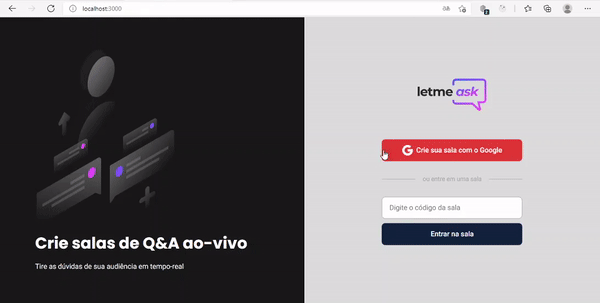 localhost:3000
letme ask
Crie sua sala com o Google
ou entre em uma sala
Digite o código da sala
Entrar na sala
Crie salas de Q&A ao-vivo
Tire as dúvidas de sua audiência em tempo-real